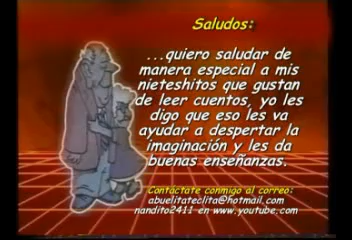 Saludos:
...quiero saludar de
manera especial a mis
nieteshitos que gustan
de leer cuentos, yo les
digo que eso les va
ayudar a despertar la
imaginación y les da
buenas enseñanzas.
Contáctate conmigo al correo:
abuelitateclita@hotmail.com
nandito2411 en www.youtube.com